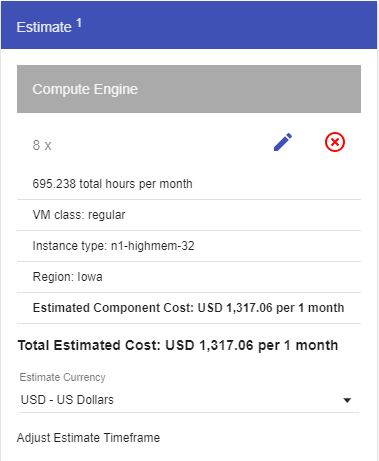 Estimate 1
Compute Engine
8 x
695.238 total hours per month
VM class: regular
Instance type: n1-highmem-32
Region: Iowa
Estimated Component Cost: USD 1,317.06 per 1 month
Total Estimated Cost: USD 1,317.06 per 1 month
Estimate Currency
USD - US Dollars
Adjust Estimate Timeframe